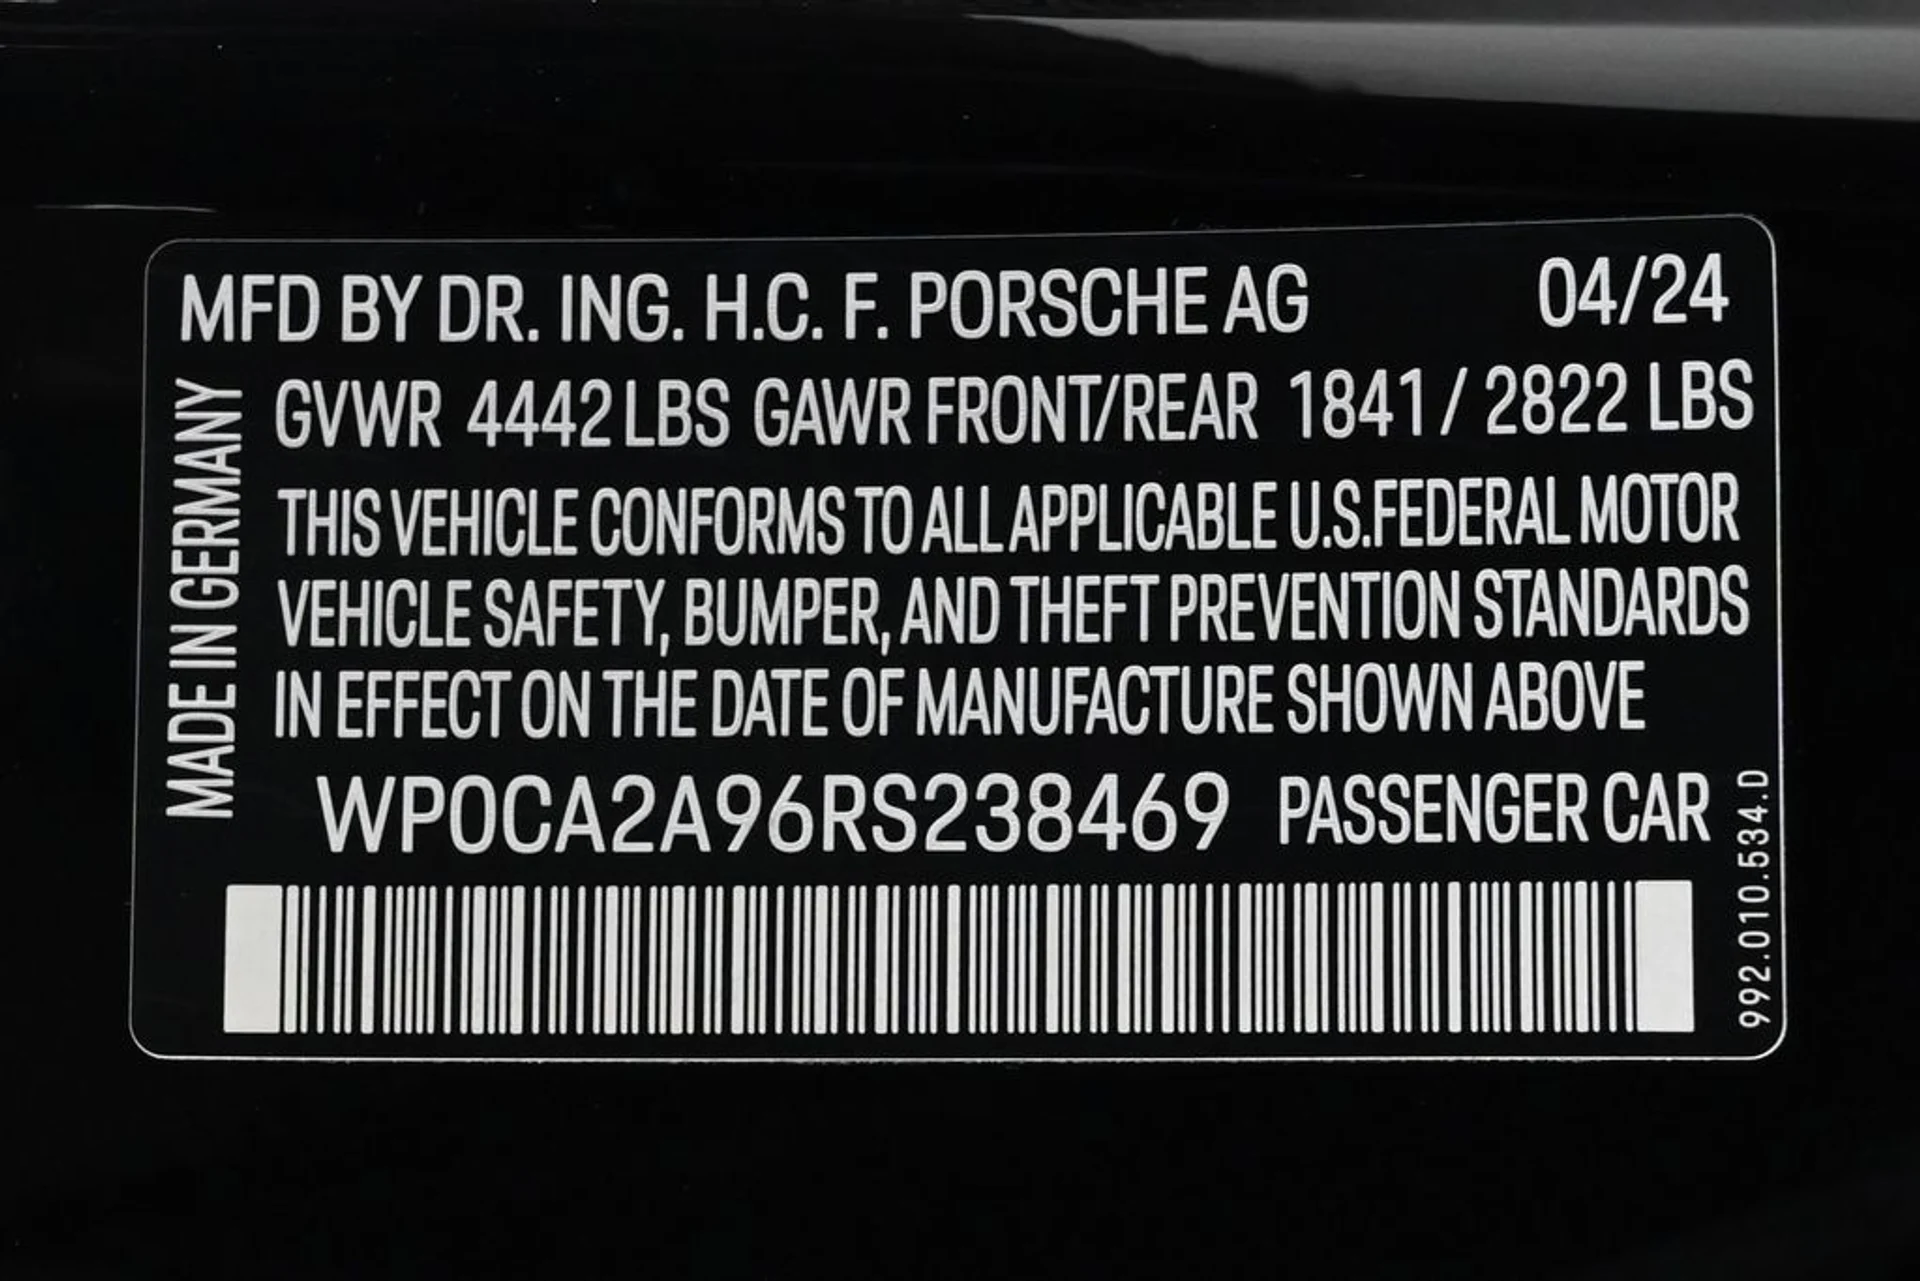 MFD BY DR. ING. H.C. F. PORSCHE AG 04/24
MADE IN GERMANY
GVWR 4442 LBS GAWR FRONT/REAR 1841 / 2822 LBS
THIS VEHICLE CONFORMS TO ALL APPLICABLE U.S.FEDERAL MOTOR
VEHICLE SAFETY, BUMPER, AND THEFT PREVENTION STANDARDS
IN EFFECT ON THE DATE OF MANUFACTURE SHOWN ABOVE
WP0CA2A96RS238469 PASSENGER CAR
992.010.534.D